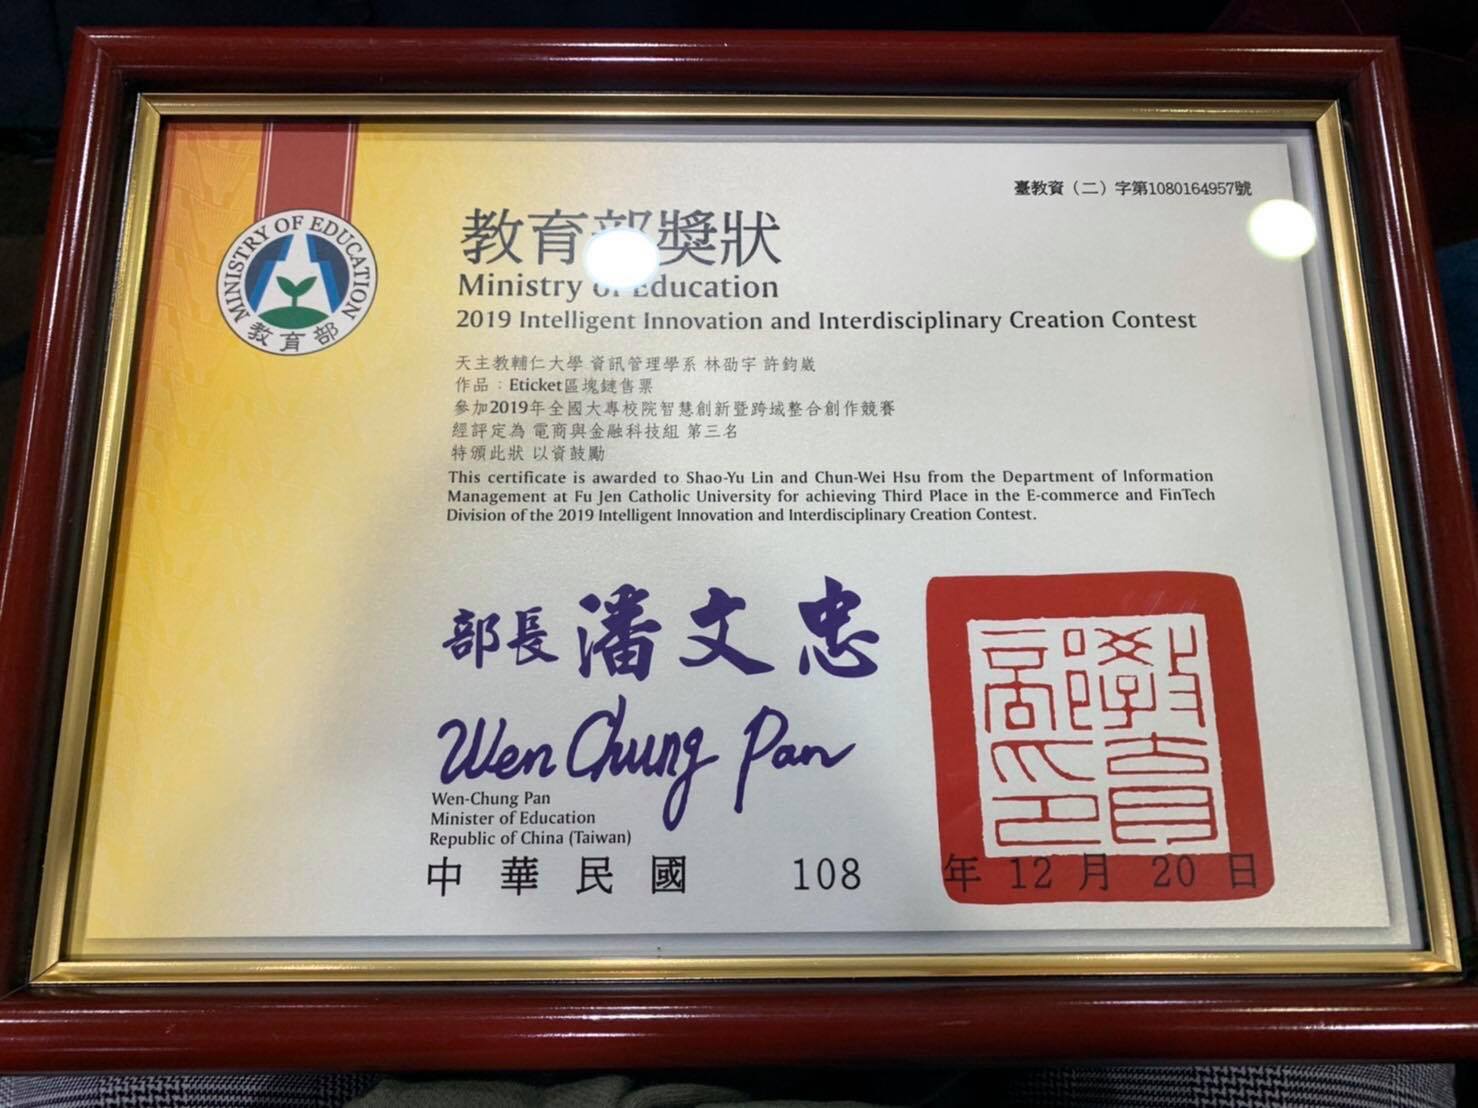 臺教資（二）字第1080164957號
MINISTRY OF EDUCATION
教育部
教育部獎狀
Ministry of Education
2019 Intelligent Innovation and Interdisciplinary Creation Contest
天主教輔仁大學 資訊管理學系 林劭宇 許鈞崴
作品：Eticket區塊鏈售票
參加2019年全國大專校院智慧創新暨跨域整合創作競賽
經評定為 電商與金融科技組 第三名
特頒此狀 以資鼓勵
This certificate is awarded to Shao-Yu Lin and Chun-Wei Hsu from the Department of Information
Management at Fu Jen Catholic University for achieving Third Place in the E-commerce and FinTech
Division of the 2019 Intelligent Innovation and Interdisciplinary Creation Contest.
部長 潘文忠
Wen Chung Pan
Wen-Chung Pan
Minister of Education
Republic of China (Taiwan)
教育部印
中華民國 108 年 12 月 20 日